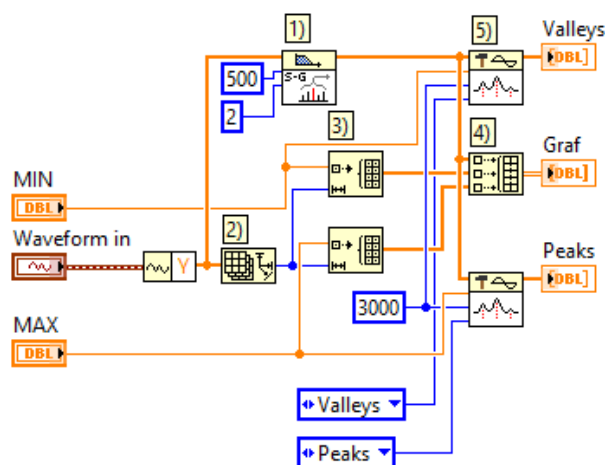 1)
5)
Valleys
500
S-G
DBL
2
3)
4)
Graf
MIN
DBL
DBL
Waveform in
2)
Y
Peaks
DBL
MAX
3000
DBL
Valleys
Peaks